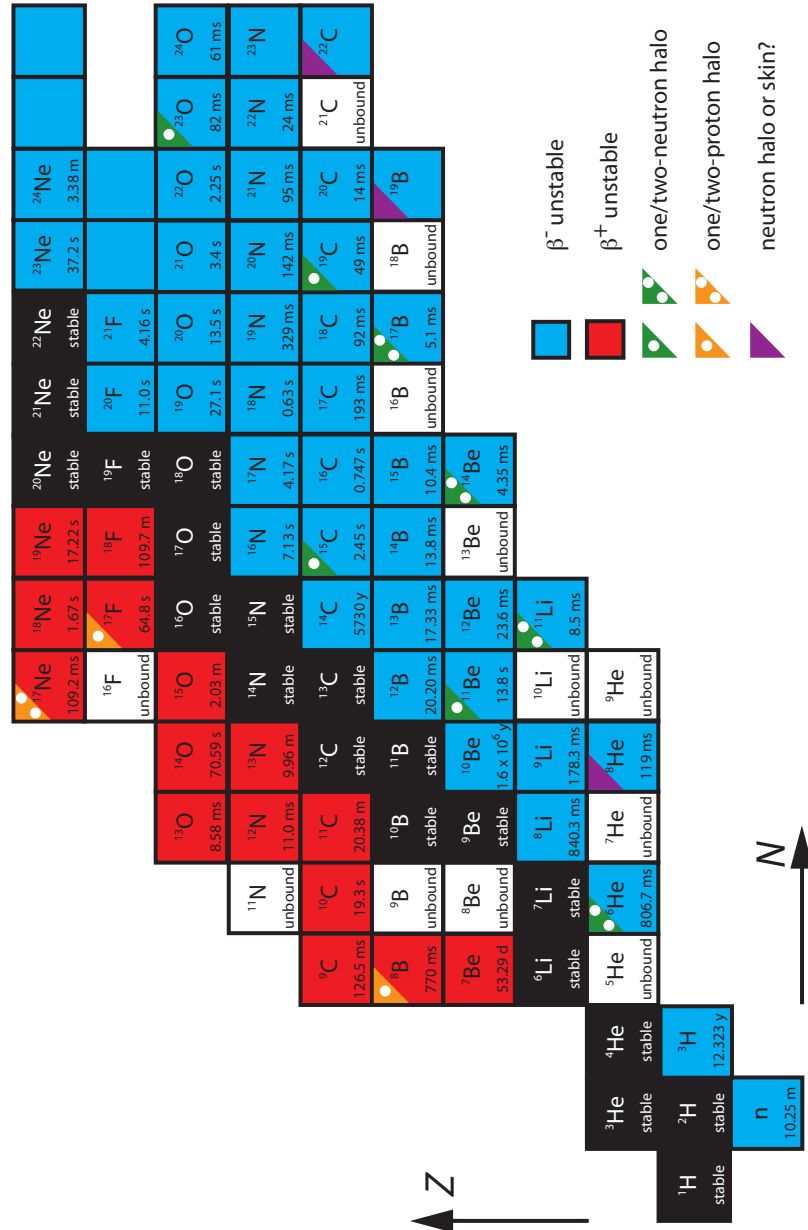 ¹⁷Ne
109.2 ms
¹⁸Ne
1.67 s
¹⁹Ne
17.22 s
²⁰Ne
stable
²¹Ne
stable
²²Ne
stable
²³Ne
37.2 s
²⁴Ne
3.38 m
¹⁶F
unbound
¹⁷F
64.8 s
¹⁸F
109.7 m
¹⁹F
stable
²⁰F
11.0 s
²¹F
4.16 s
¹³O
8.58 ms
¹⁴O
70.59 s
¹⁵O
2.03 m
¹⁶O
stable
¹⁷O
stable
¹⁸O
stable
¹⁹O
27.1 s
²⁰O
13.5 s
²¹O
3.4 s
²²O
2.25 s
²³O
82 ms
²⁴O
61 ms
¹¹N
unbound
¹²N
11.0 ms
¹³N
9.96 m
¹⁴N
stable
¹⁵N
stable
¹⁶N
7.13 s
¹⁷N
4.17 s
¹⁸N
0.63 s
¹⁹N
329 ms
²⁰N
142 ms
²¹N
95 ms
²²N
24 ms
²³N
⁹C
126.5 ms
¹⁰C
19.3 s
¹¹C
20.38 m
¹²C
stable
¹³C
stable
¹⁴C
5730 y
¹⁵C
2.45 s
¹⁶C
0.747 s
¹⁷C
193 ms
¹⁸C
92 ms
¹⁹C
49 ms
²⁰C
14 ms
²¹C
unbound
²²C
⁸B
770 ms
⁹B
unbound
¹⁰B
stable
¹¹B
stable
¹²B
20.20 ms
¹³B
17.33 ms
¹⁴B
13.8 ms
¹⁵B
10.4 ms
¹⁶B
unbound
¹⁷B
5.1 ms
¹⁸B
unbound
¹⁹B
⁷Be
53.29 d
⁸Be
unbound
⁹Be
stable
¹⁰Be
1.6 x 10⁶ y
¹¹Be
13.8 s
¹²Be
23.6 ms
¹³Be
unbound
¹⁴Be
4.35 ms
⁶Li
stable
⁷Li
stable
⁸Li
840.3 ms
⁹Li
178.3 ms
¹⁰Li
unbound
¹¹Li
8.5 ms
³He
stable
⁴He
stable
⁵He
unbound
⁶He
806.7 ms
⁷He
unbound
⁸He
119 ms
⁹He
unbound
¹H
stable
²H
stable
³H
12.323 y
n
10.25 m
Z
N
β⁻ unstable
β⁺ unstable
one/two-neutron halo
one/two-proton halo
neutron halo or skin?